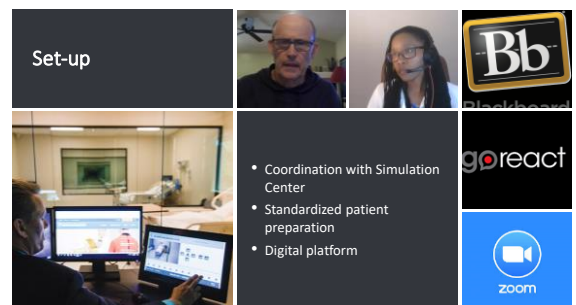 Set-up
Bb
Blackboard
• Coordination with Simulation
Center
• Standardized patient
preparation
• Digital platform
goreact
zoom